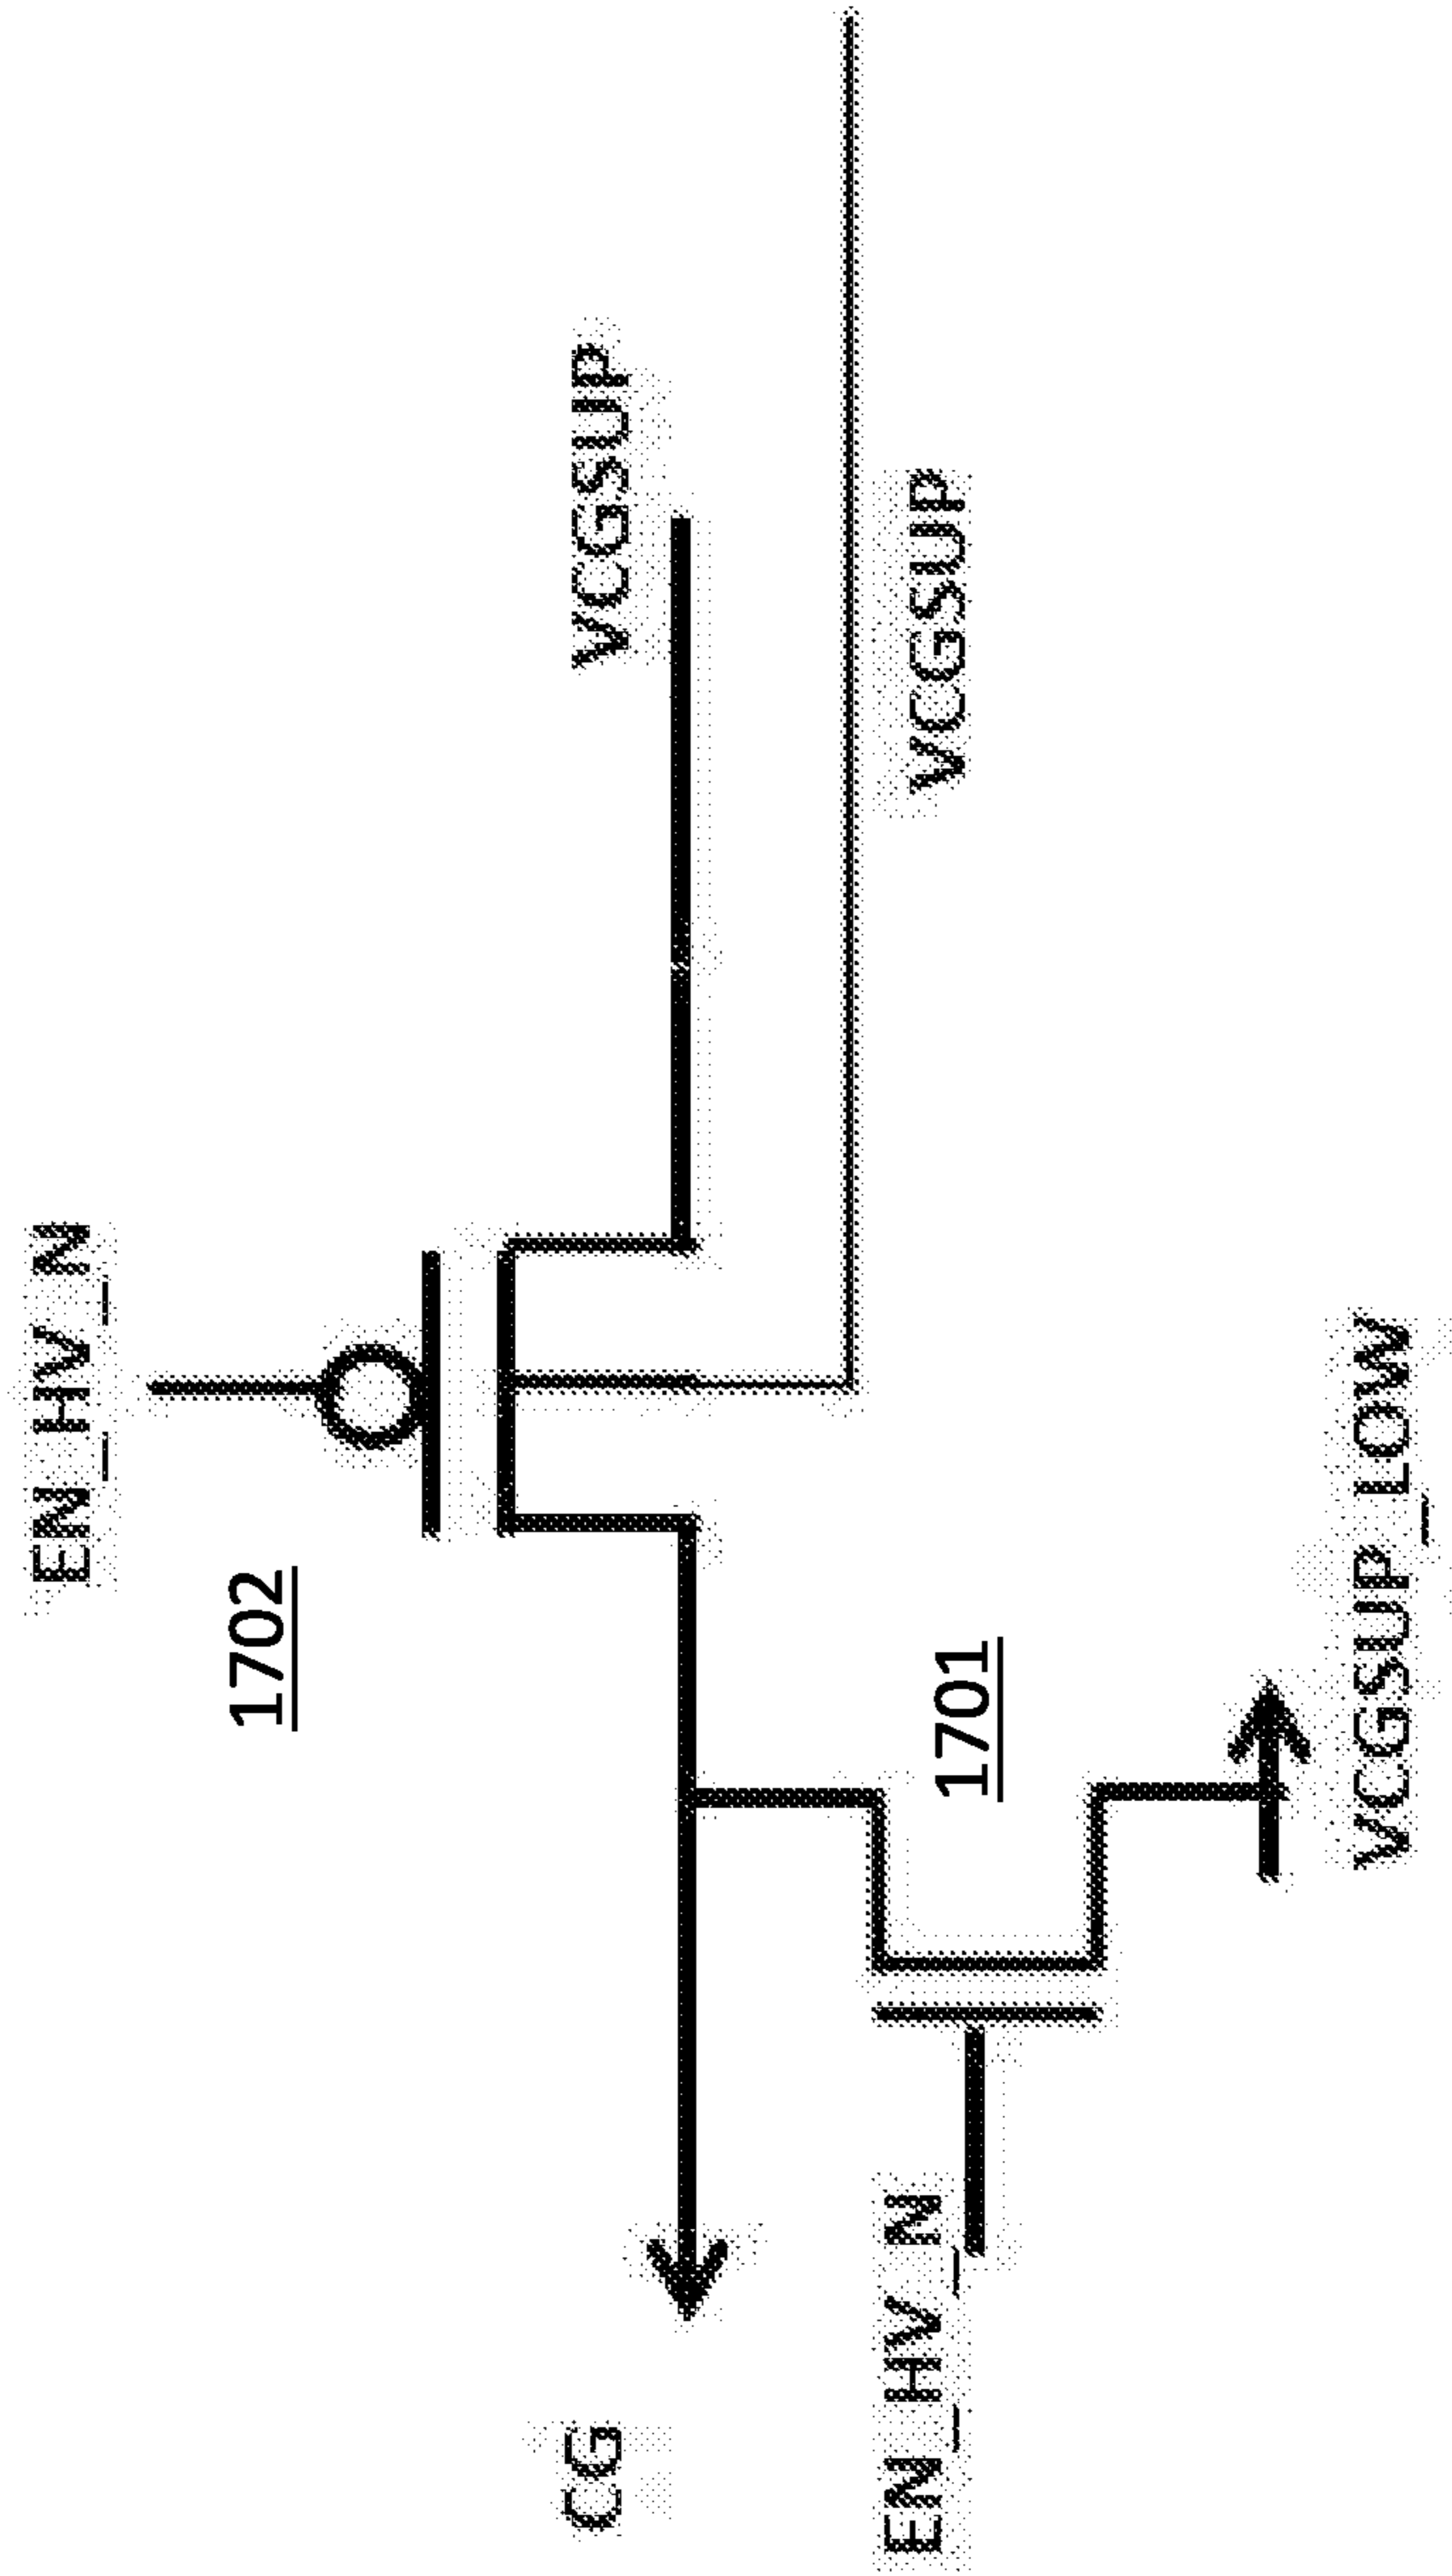 EN_HV_N
1702
CG
VCGSUP
EN_HV_N
1701
VCGSUP
VCGSUP_LOW